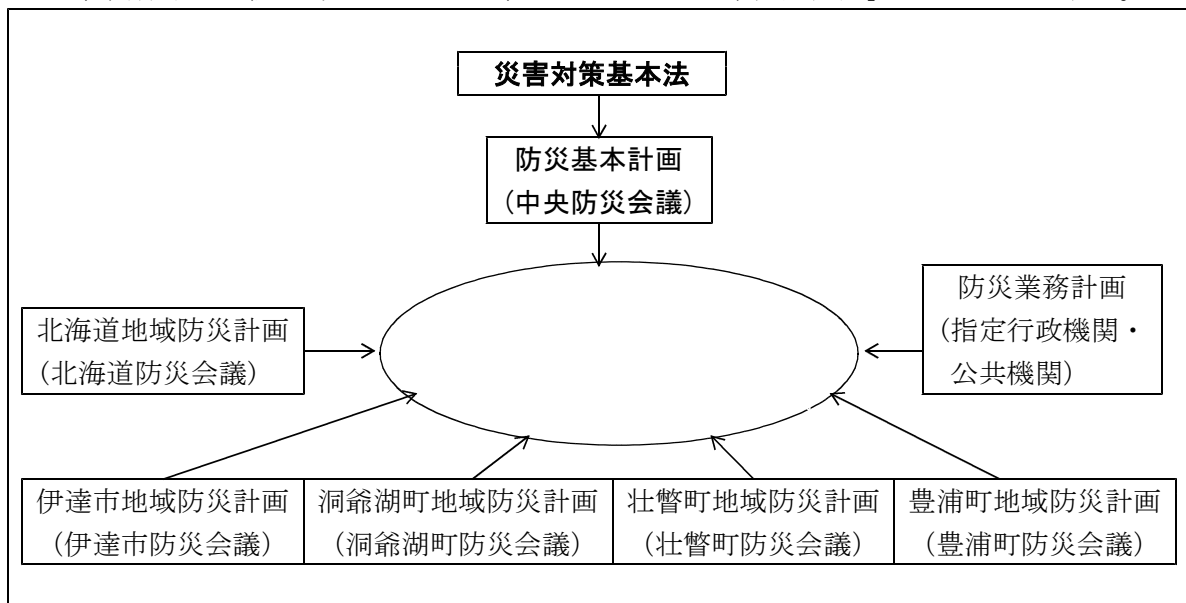 災害対策基本法
防災基本計画
(中央防災会議)
防災業務計画
(指定行政機関・
公共機関)
北海道地域防災計画
(北海道防災会議)
伊達市地域防災計画
(伊達市防災会議)
洞爺湖町地域防災計画
(洞爺湖町防災会議)
壮瞥町地域防災計画
(壮瞥町防災会議)
豊浦町地域防災計画
(豊浦町防災会議)